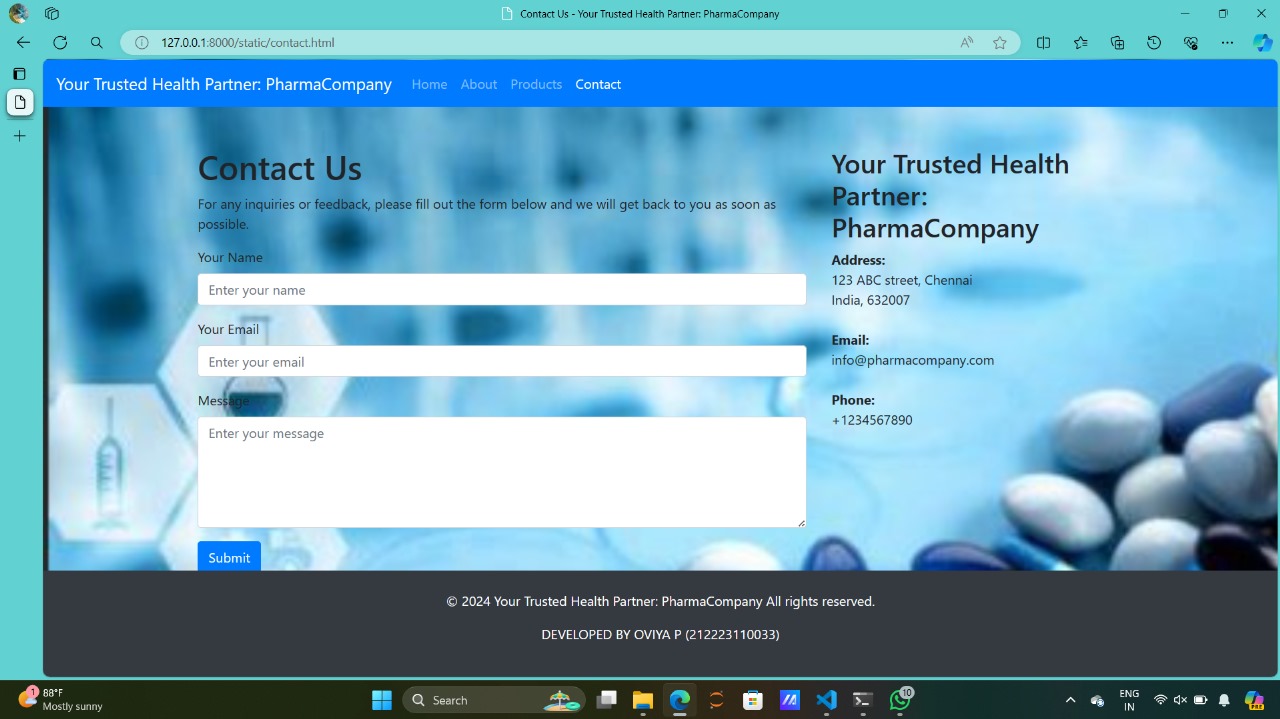 Contact Us - Your Trusted Health Partner: PharmaCompany
127.0.0.1:8000/static/contact.html
Your Trusted Health Partner: PharmaCompany Home About Products Contact
Contact Us
For any inquiries or feedback, please fill out the form below and we will get back to you as soon as
possible.
Your Name
Enter your name
Your Email
Enter your email
Message
Enter your message
Submit
Your Trusted Health
Partner:
PharmaCompany
Address:
123 ABC street, Chennai
India, 632007
Email:
info@pharmacompany.com
Phone:
+1234567890
© 2024 Your Trusted Health Partner: PharmaCompany All rights reserved.
DEVELOPED BY OVIYA P (212223110033)
1
88°F
Mostly sunny
Search
10
ENG
IN
PRE